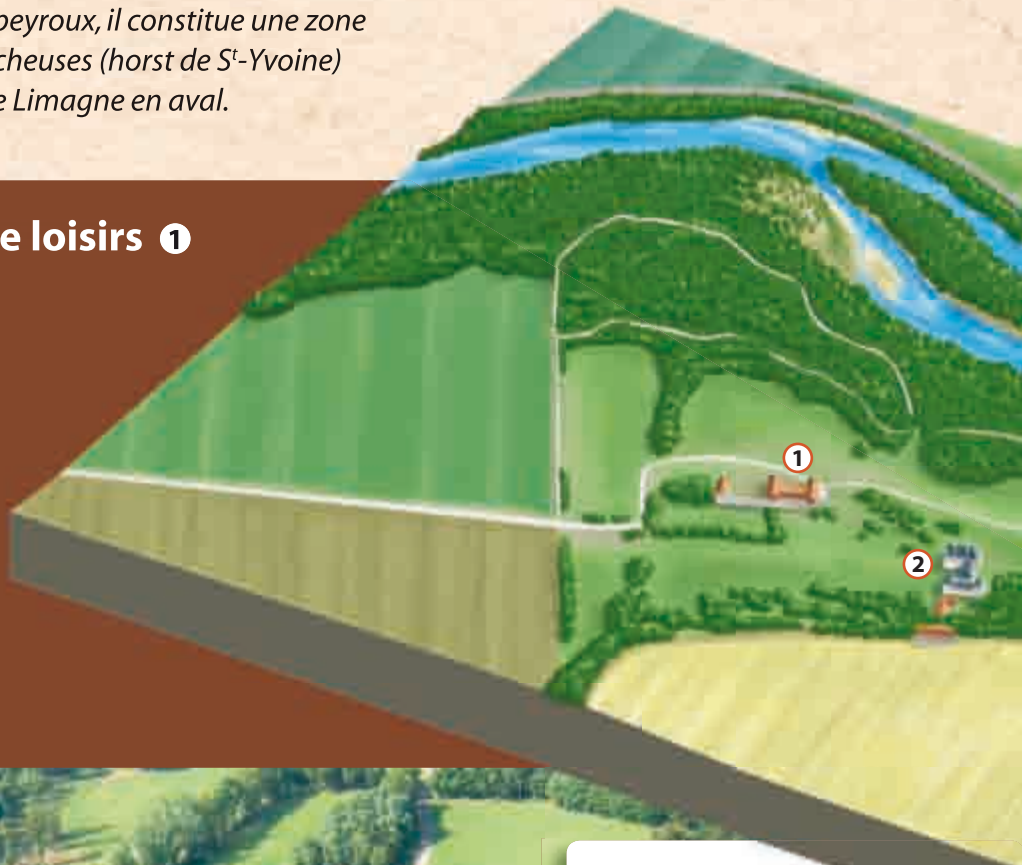 peyroux, il constitue une zone
cheuses (horst de St-Yvoine)
e Limagne en aval.
e loisirs 1
1
2